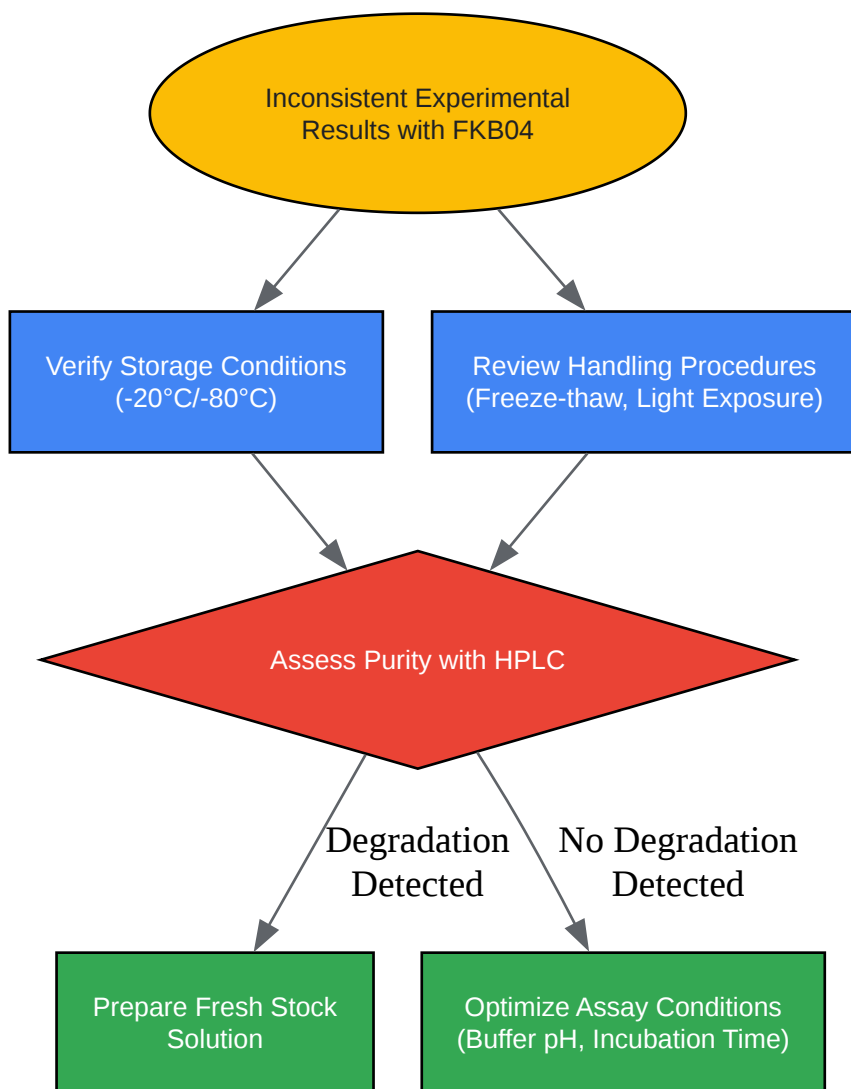 Inconsistent Experimental
Results with FKB04
Verify Storage Conditions
(-20°C/-80°C)
Review Handling Procedures
(Freeze-thaw, Light Exposure)
Assess Purity with HPLC
Degradation
Detected
No Degradation
Detected
Prepare Fresh Stock
Solution
Optimize Assay Conditions
(Buffer pH, Incubation Time)